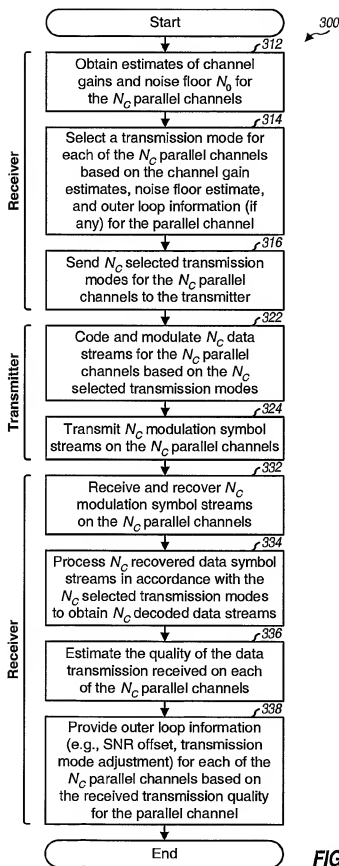 Start
300
312
Obtain estimates of channel
gains and noise floor N0 for
the NC parallel channels
314
Select a transmission mode for
each of the NC parallel channels
based on the channel gain
estimates, noise floor estimate,
and outer loop information (if
any) for the parallel channel
316
Send NC selected transmission
modes for the NC parallel
channels to the transmitter
Receiver
322
Code and modulate NC data
streams for the NC parallel
channels based on the NC
selected transmission modes
324
Transmit NC modulation symbol
streams on the NC parallel channels
Transmitter
332
Receive and recover NC
modulation symbol streams
on the NC parallel channels
334
Process NC recovered data symbol
streams in accordance with the
NC selected transmission modes
to obtain NC decoded data streams
336
Estimate the quality of the data
transmission received on each
of the NC parallel channels
338
Provide outer loop information
(e.g., SNR offset, transmission
mode adjustment) for each of the
NC parallel channels based on
the received transmission quality
for the parallel channel
Receiver
End
FIG